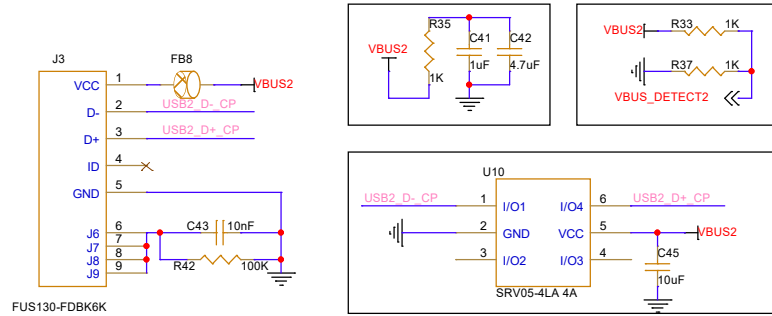 J3
FB8
VCC
1
VBUS2
D-
2
USB2_D-_CP
D+
3
USB2_D+_CP
ID
4
GND
5
J6
6
J7
7
J8
8
J9
9
C43
10nF
R42
100K
FUS130-FDBK6K
R35
C41
C42
VBUS2
1uF
4.7uF
1K
R33
VBUS2
1K
R37
1K
VBUS_DETECT2
U10
USB2_D-_CP
1
I/O1
I/O4
6
USB2_D+_CP
2
GND
VCC
5
VBUS2
3
I/O2
I/O3
4
C45
10uF
SRV05-4LA 4A